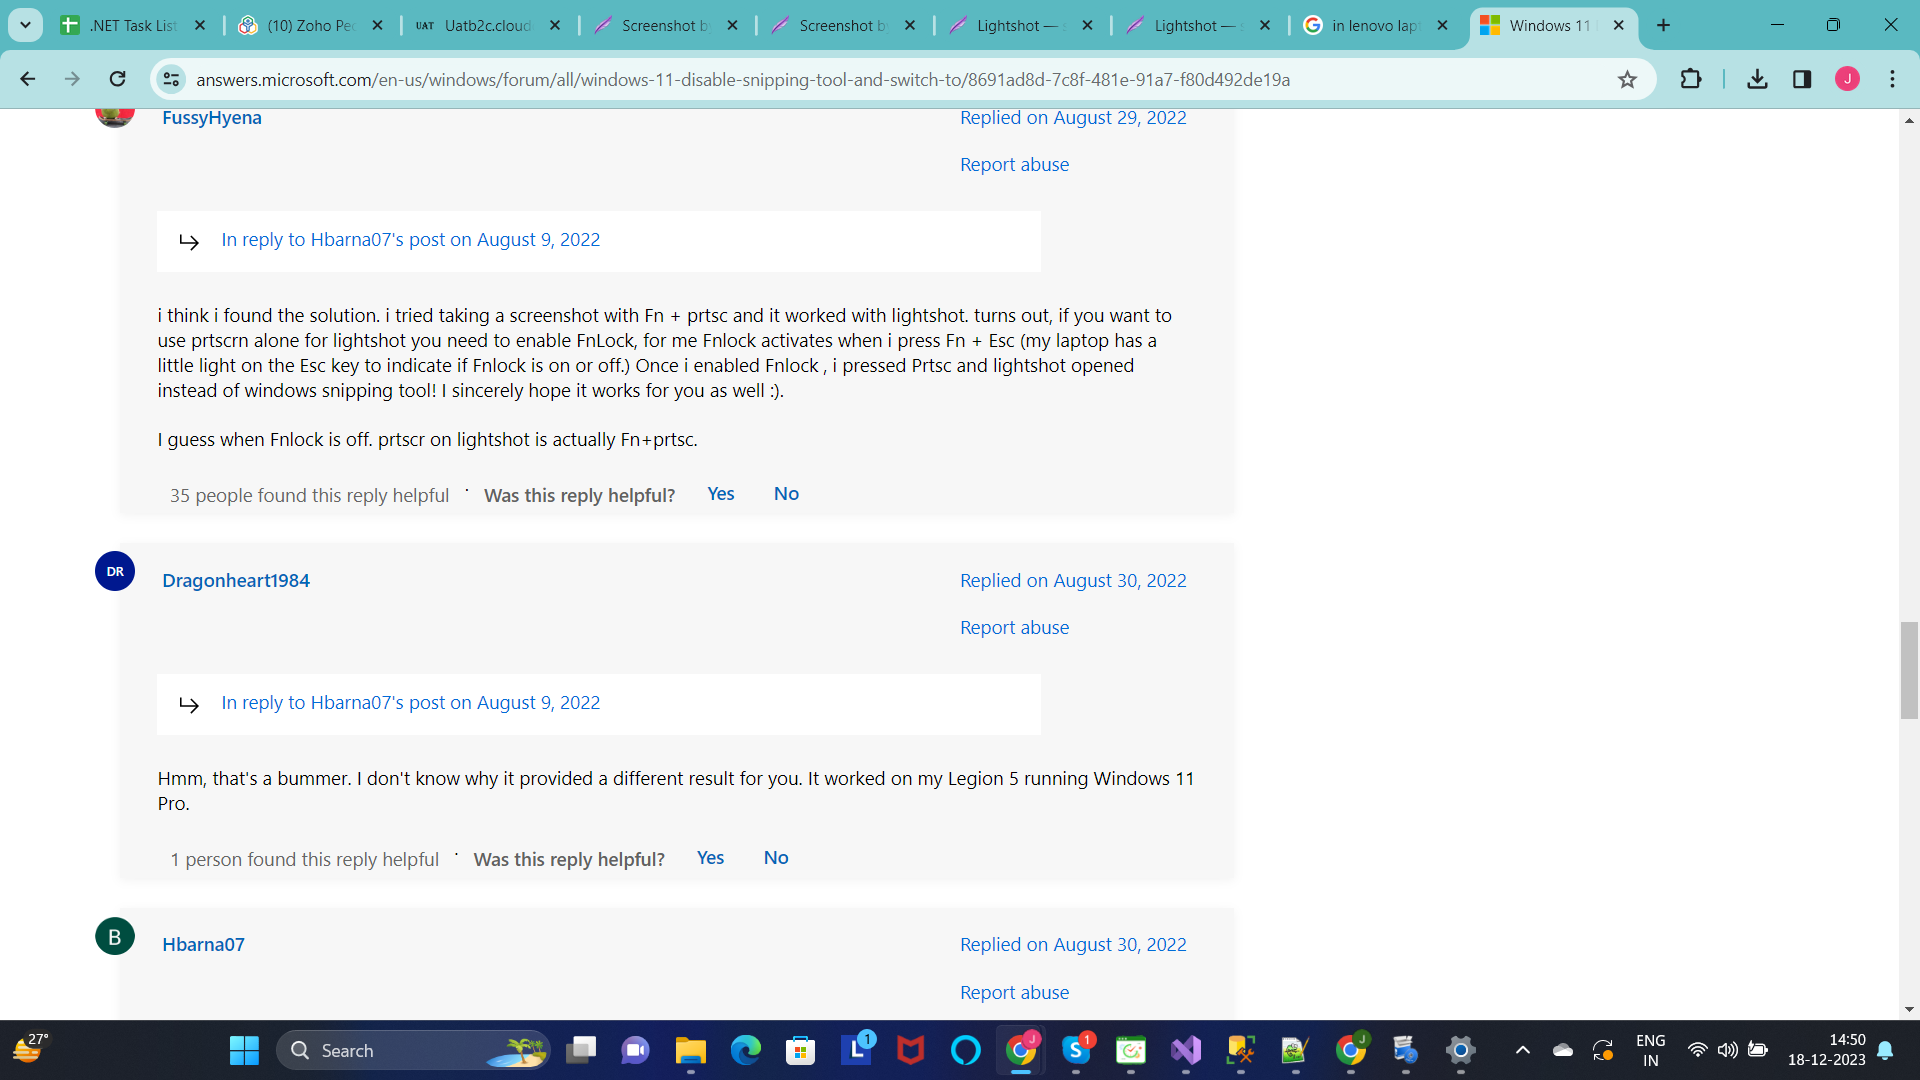 .NET Task List
(10) Zoho Pe
UAT Uatb2c.cloud
Screenshot b
Screenshot b
Lightshot —
Lightshot —
in lenovo lap
Windows 11
answers.microsoft.com/en-us/windows/forum/all/windows-11-disable-snipping-tool-and-switch-to/8691ad8d-7c8f-481e-91a7-f80d492de19a
J
FussyHyena
Replied on August 29, 2022
Report abuse
In reply to Hbarna07's post on August 9, 2022
i think i found the solution. i tried taking a screenshot with Fn + prtsc and it worked with lightshot. turns out, if you want to
use prtscrn alone for lightshot you need to enable FnLock, for me Fnlock activates when i press Fn + Esc (my laptop has a
little light on the Esc key to indicate if Fnlock is on or off.) Once i enabled Fnlock , i pressed Prtsc and lightshot opened
instead of windows snipping tool! I sincerely hope it works for you as well :).
I guess when Fnlock is off. prtscr on lightshot is actually Fn+prtsc.
35 people found this reply helpful · Was this reply helpful? Yes No
DR
Dragonheart1984
Replied on August 30, 2022
Report abuse
In reply to Hbarna07's post on August 9, 2022
Hmm, that's a bummer. I don't know why it provided a different result for you. It worked on my Legion 5 running Windows 11
Pro.
1 person found this reply helpful · Was this reply helpful? Yes No
B
Hbarna07
Replied on August 30, 2022
Report abuse
27°
Search
L 1
J
S 1
J
ENG
IN
14:50
18-12-2023